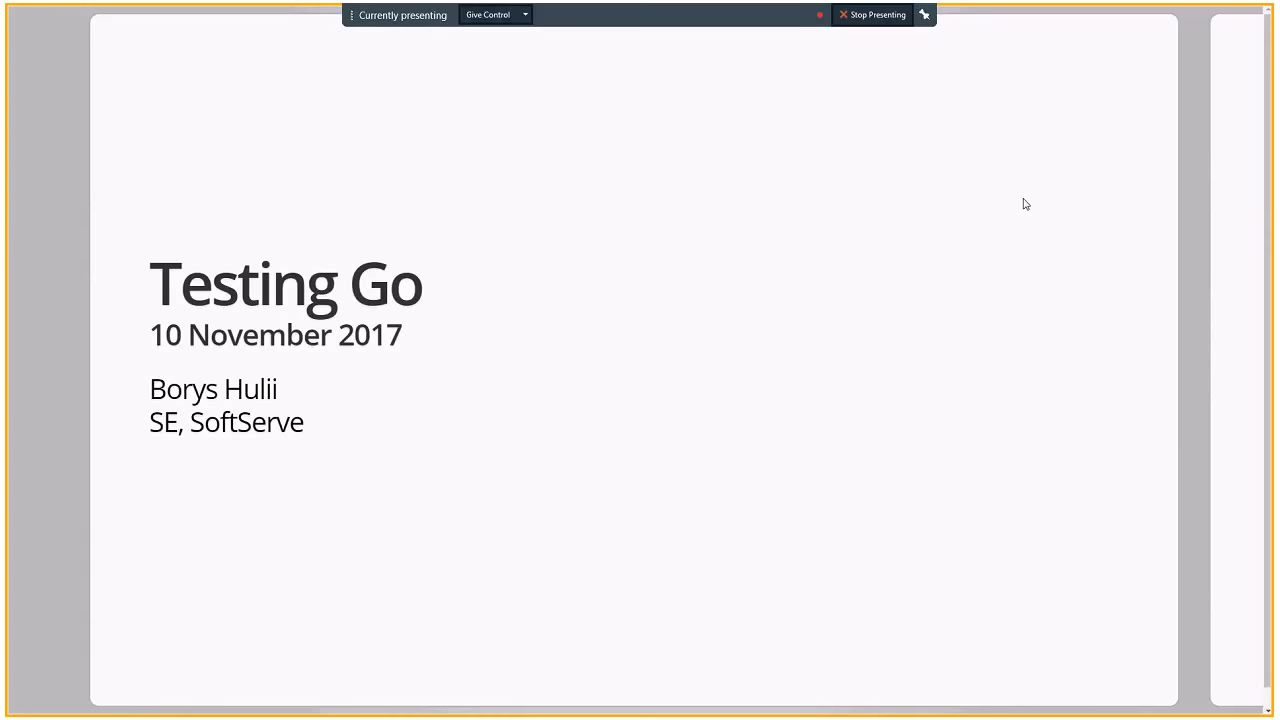 Currently presenting
Give Control
Stop Presenting
Testing Go
10 November 2017
Borys Hulii
SE, SoftServe